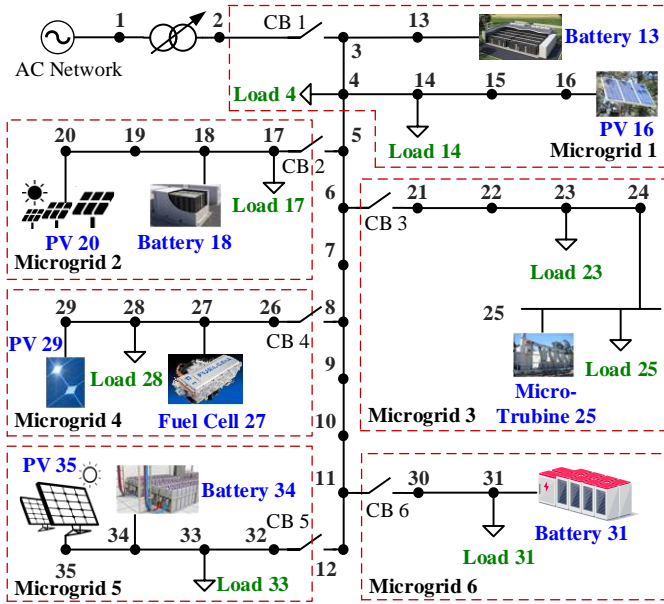 1
2
CB 1
13
Battery 13
3
AC Network
Load 4
4
14
15
16
PV 16
Load 14
Microgrid 1
20
19
18
17
CB 2
5
Load 17
PV 20
Battery 18
Microgrid 2
6
CB 3
21
22
23
24
Load 23
7
25
Load 25
Micro-
Trubine 25
Microgrid 3
29
28
27
26
CB 4
8
PV 29
Load 28
FUEL CELL
Fuel Cell 27
Microgrid 4
9
10
PV 35
Battery 34
11
CB 6
30
31
Battery 31
Load 31
Microgrid 6
34
33
32
CB 5
12
35
Load 33
Microgrid 5